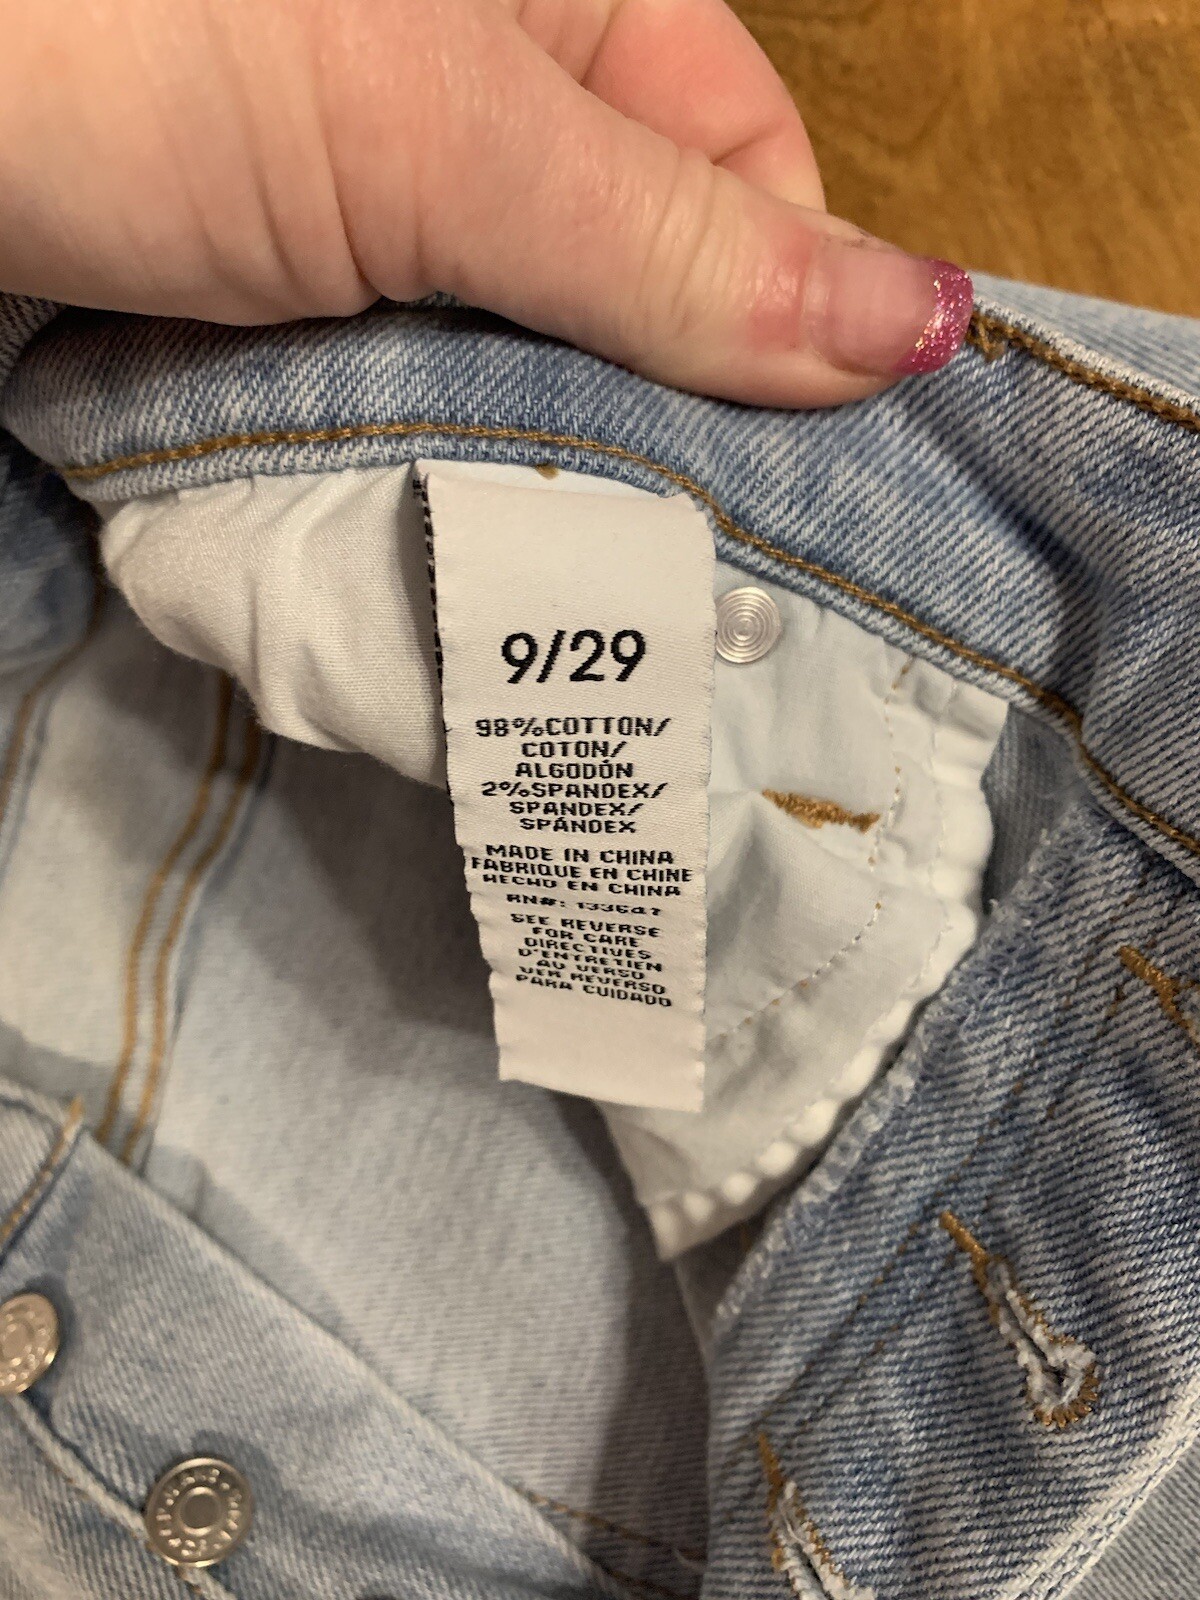 9/29
98%COTTON/
COTON/
ALGODÓN
2%SPANDEX/
SPANDEX/
SPÁNDEX
MADE IN CHINA
FABRIQUE EN CHINE
HECHO EN CHINA
RN#:
SEE REVERSE
FOR CARE
DIRECTIVES
D'ENTRETIEN
AU VERSO
VER REVERSO
PARA CUIDADO